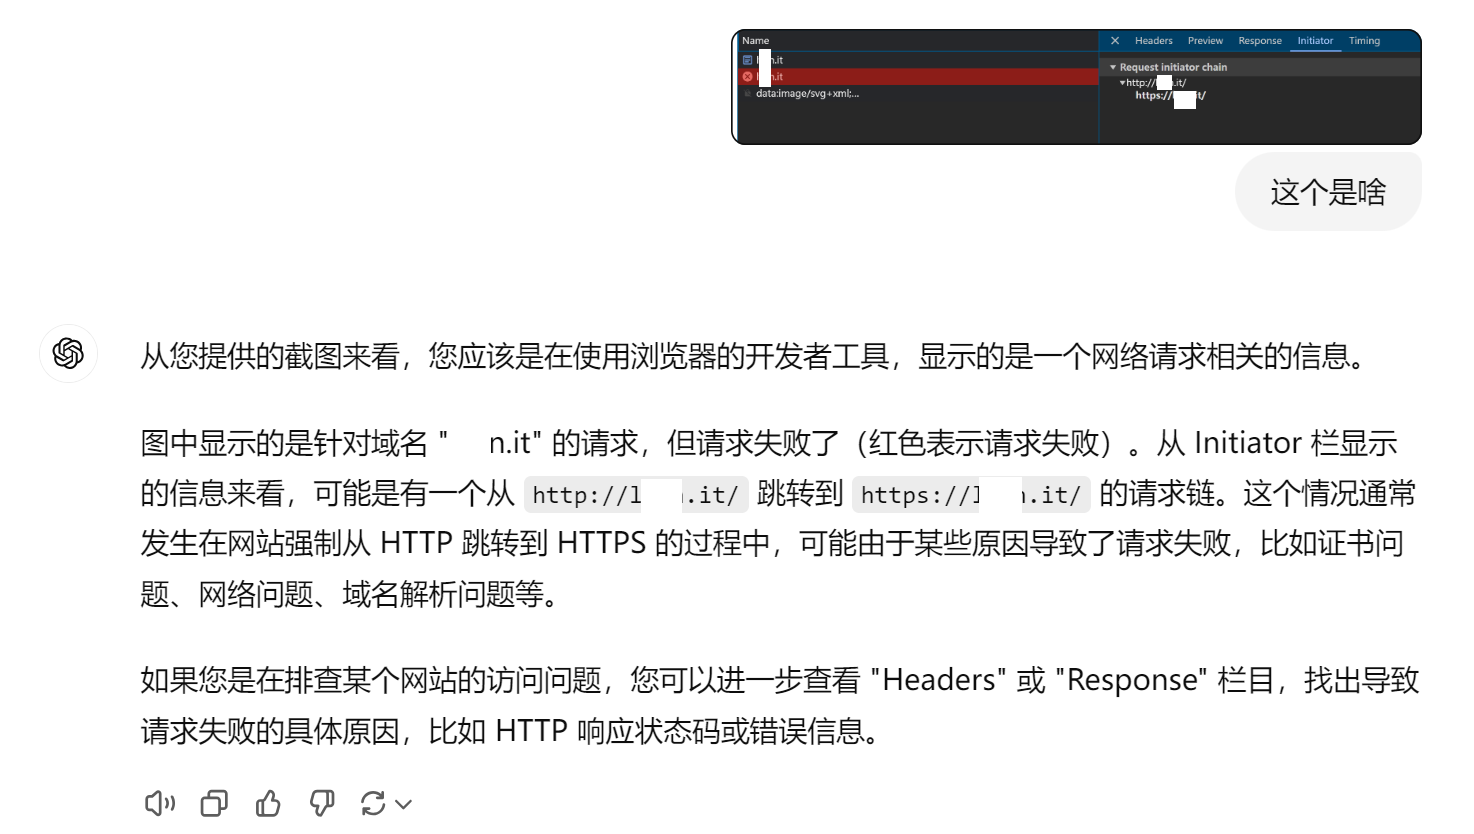 Name
Headers Preview Response Initiator Timing
n.it
Request initiator chain
n.it
http:// .it/
data:image/svg+xml;...
https:// it/
这个是啥
从您提供的截图来看，您应该是在使用浏览器的开发者工具，显示的是一个网络请求相关的信息。
图中显示的是针对域名 " n.it" 的请求，但请求失败了（红色表示请求失败）。从 Initiator 栏显示
的信息来看，可能是有一个从 http://l .it/ 跳转到 https://l .it/ 的请求链。这个情况通常
发生在网站强制从 HTTP 跳转到 HTTPS 的过程中，可能由于某些原因导致了请求失败，比如证书问
题、网络问题、域名解析问题等。
如果您是在排查某个网站的访问问题，您可以进一步查看 "Headers" 或 "Response" 栏目，找出导致
请求失败的具体原因，比如 HTTP 响应状态码或错误信息。